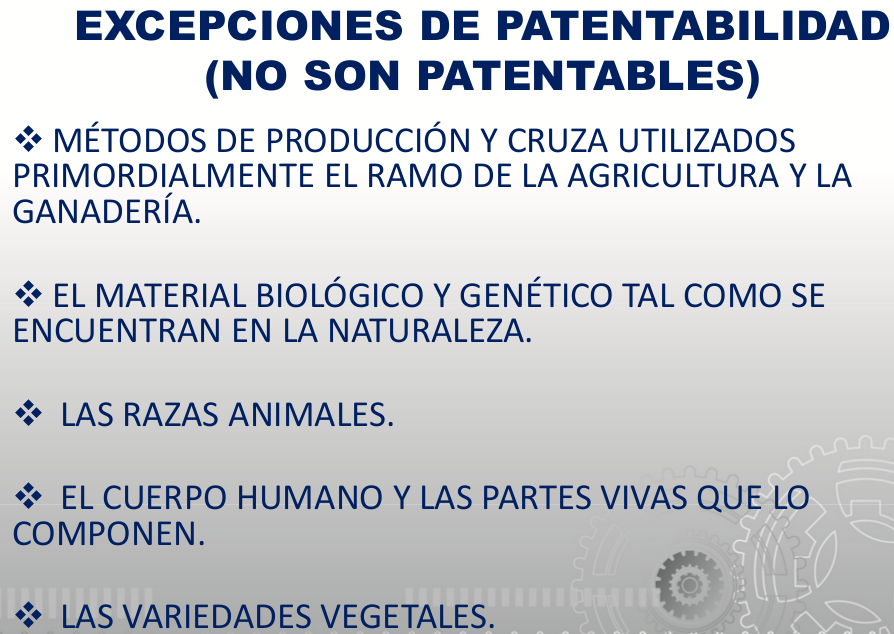 EXCEPCIONES DE PATENTABILIDAD
(NO SON PATENTABLES)
❖ MÉTODOS DE PRODUCCIÓN Y CRUZA UTILIZADOS
PRIMORDIALMENTE EL RAMO DE LA AGRICULTURA Y LA
GANADERÍA.
❖ EL MATERIAL BIOLÓGICO Y GENÉTICO TAL COMO SE
ENCUENTRAN EN LA NATURALEZA.
❖ LAS RAZAS ANIMALES.
❖ EL CUERPO HUMANO Y LAS PARTES VIVAS QUE LO
COMPONEN.
❖ LAS VARIEDADES VEGETALES.